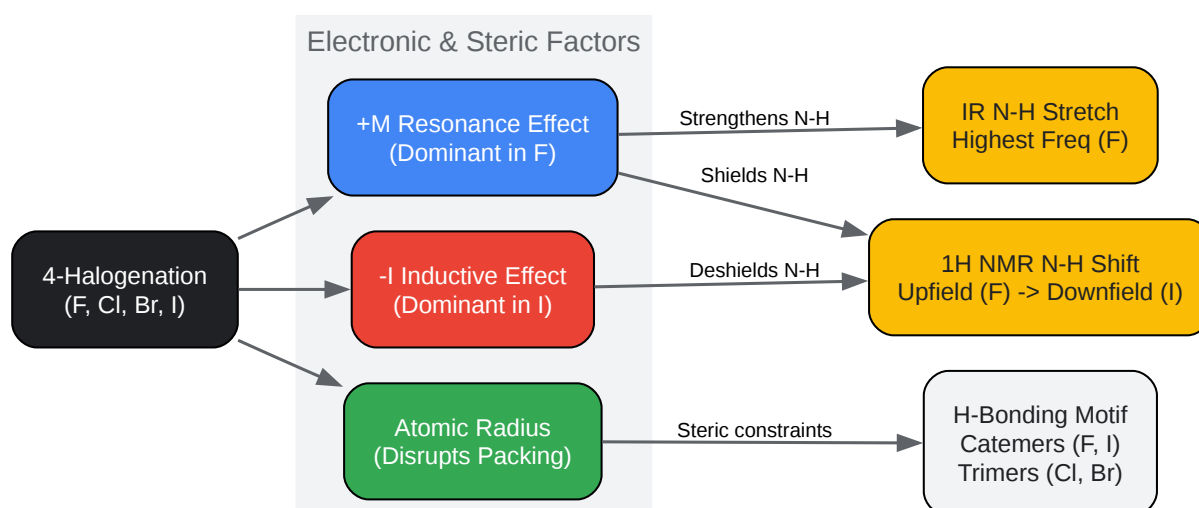 Electronic & Steric Factors
4-Halogenation
(F, Cl, Br, I)
+M Resonance Effect
(Dominant in F)
-I Inductive Effect
(Dominant in I)
Atomic Radius
(Disrupts Packing)
Strengthens N-H
Shields N-H
Deshields N-H
Steric constraints
IR N-H Stretch
Highest Freq (F)
1H NMR N-H Shift
Upfield (F) -> Downfield (I)
H-Bonding Motif
Catemers (F, I)
Trimers (Cl, Br)